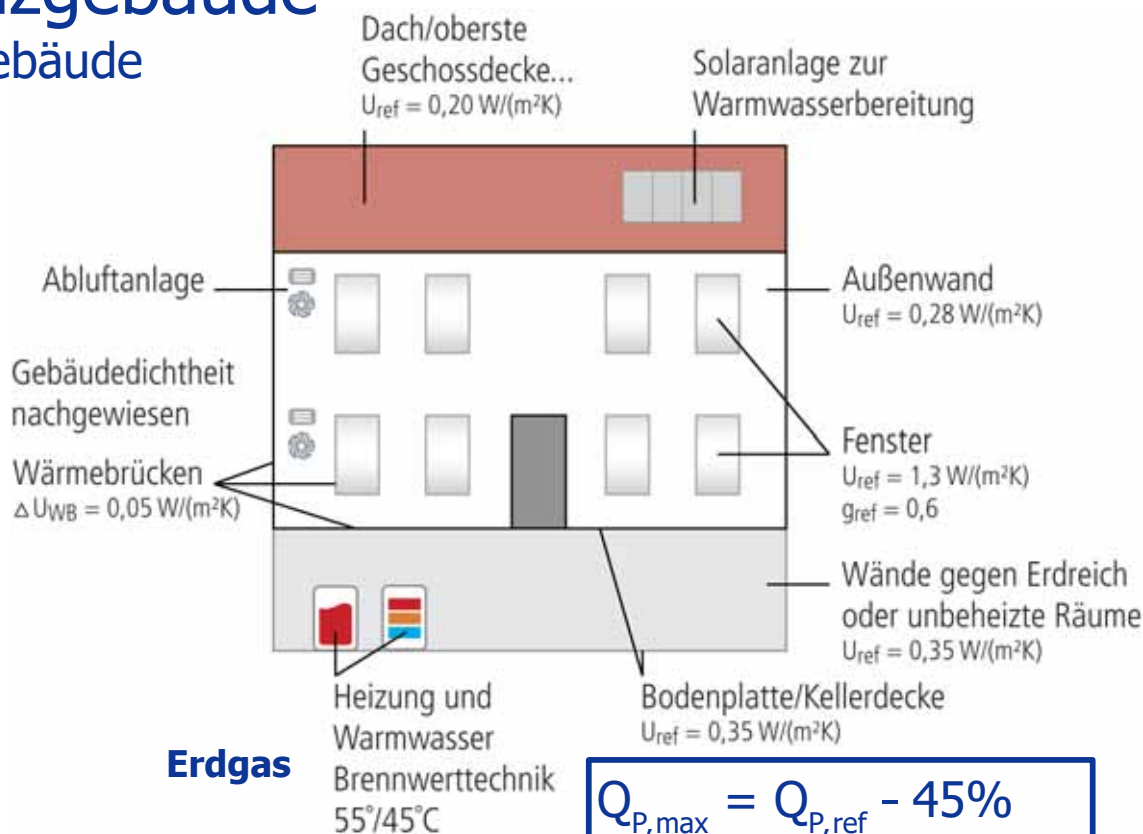 zgebäude
ebäude
Dach/oberste
Geschossdecke...
Uref = 0,20 W/(m²K)
Solaranlage zur
Warmwasserbereitung
Abluftanlage
Außenwand
Uref = 0,28 W/(m²K)
Gebäudedichtheit
nachgewiesen
Wärmebrücken
△ UWB = 0,05 W/(m²K)
Fenster
Uref = 1,3 W/(m²K)
gref = 0,6
Wände gegen Erdreich
oder unbeheizte Räume
Uref = 0,35 W/(m²K)
Heizung und
Warmwasser
Brennwerttechnik
55°/45°C
Bodenplatte/Kellerdecke
Uref = 0,35 W/(m²K)
Erdgas
QP,max = QP,ref - 45%